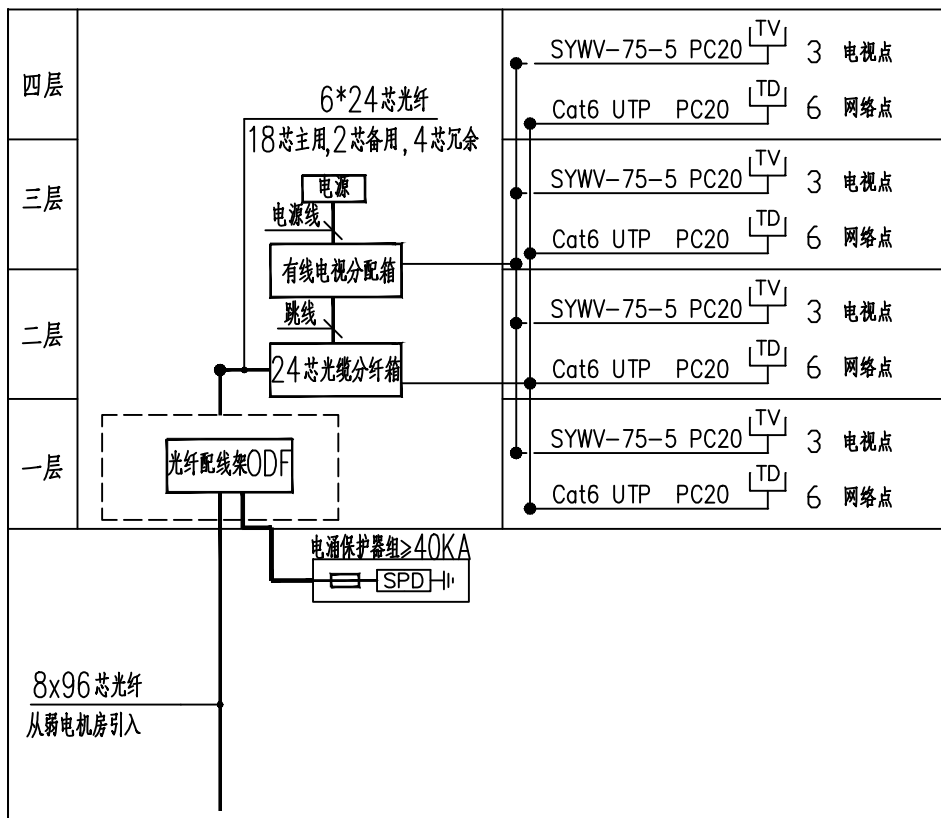 四层
6*24芯光纤
18芯主用,2芯备用,4芯冗余
SYWV-75-5 PC20 TV 3 电视点
Cat6 UTP PC20 TD 6 网络点
三层
电源
电源线
有线电视分配箱
SYWV-75-5 PC20 TV 3 电视点
Cat6 UTP PC20 TD 6 网络点
二层
跳线
24芯光缆分纤箱
SYWV-75-5 PC20 TV 3 电视点
Cat6 UTP PC20 TD 6 网络点
一层
光纤配线架ODF
SYWV-75-5 PC20 TV 3 电视点
Cat6 UTP PC20 TD 6 网络点
电涌保护器组≥40KA
SPD
8x96芯光纤
从弱电机房引入